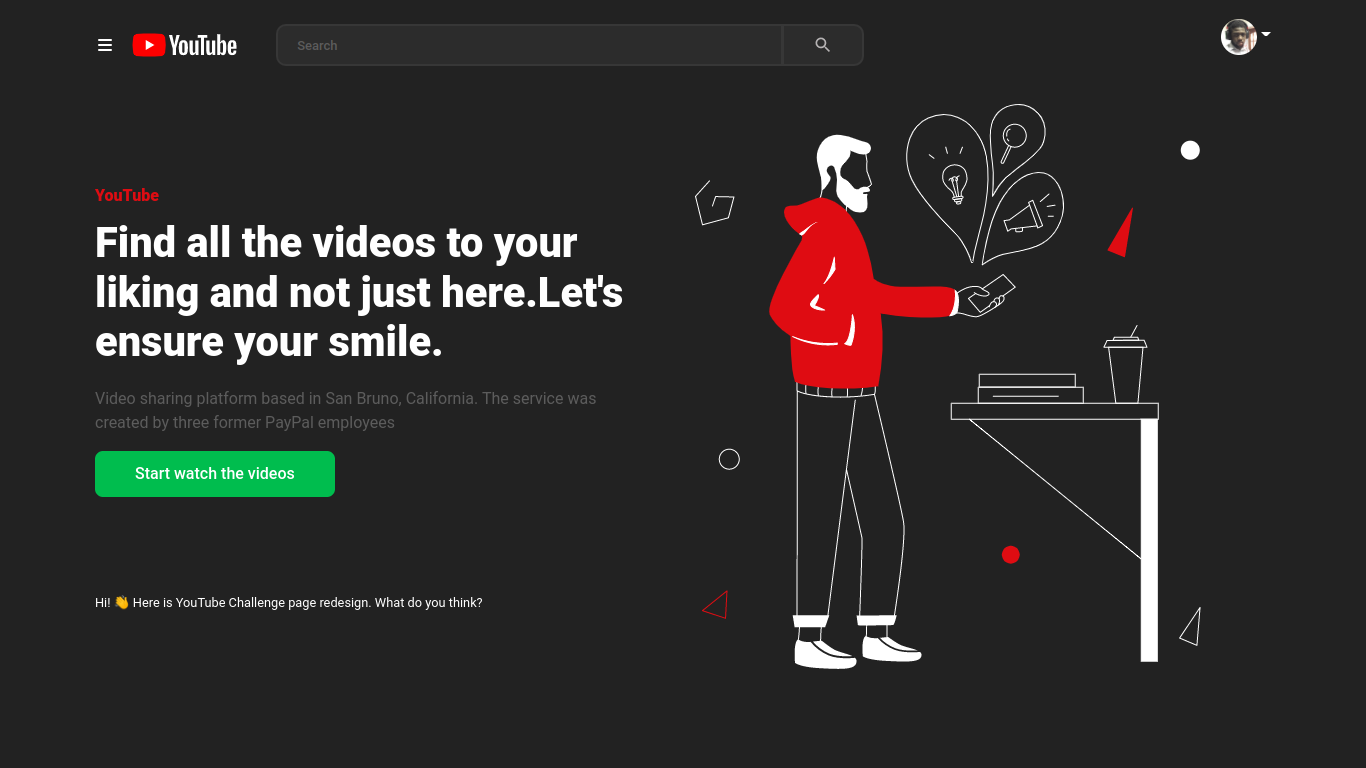 YouTube
Search
YouTube
Find all the videos to your
liking and not just here.Let's
ensure your smile.
Video sharing platform based in San Bruno, California. The service was
created by three former PayPal employees
Start watch the videos
Hi! 👋 Here is YouTube Challenge page redesign. What do you think?